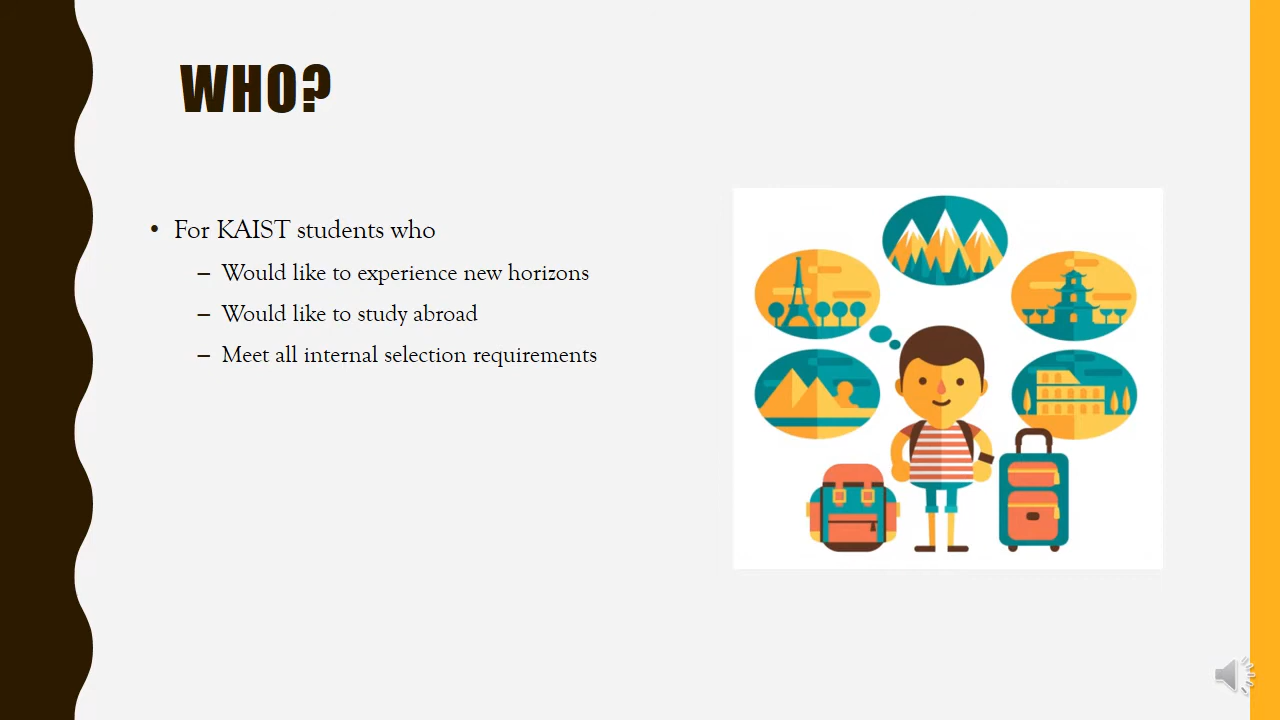 WHO?
• For KAIST students who
– Would like to experience new horizons
– Would like to study abroad
– Meet all internal selection requirements